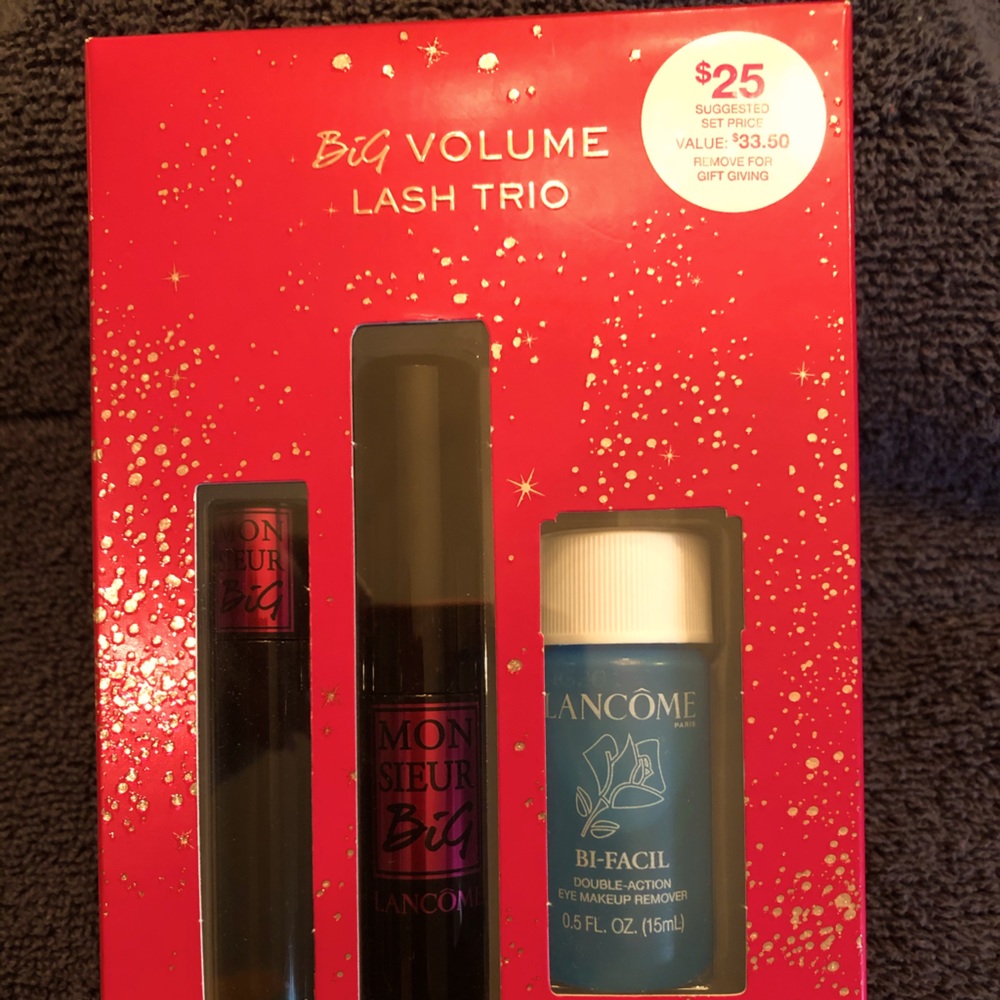 $25
SUGGESTED
SET PRICE
VALUE: $33.50
REMOVE FOR
GIFT GIVING
BiG VOLUME
LASH TRIO
MON
SIEUR
BiG
MON
SIEUR
BiG
LANCÔME
LANCÔME
PARIS
BI-FACIL
DOUBLE-ACTION
EYE MAKEUP REMOVER
0.5 FL. OZ. (15mL)